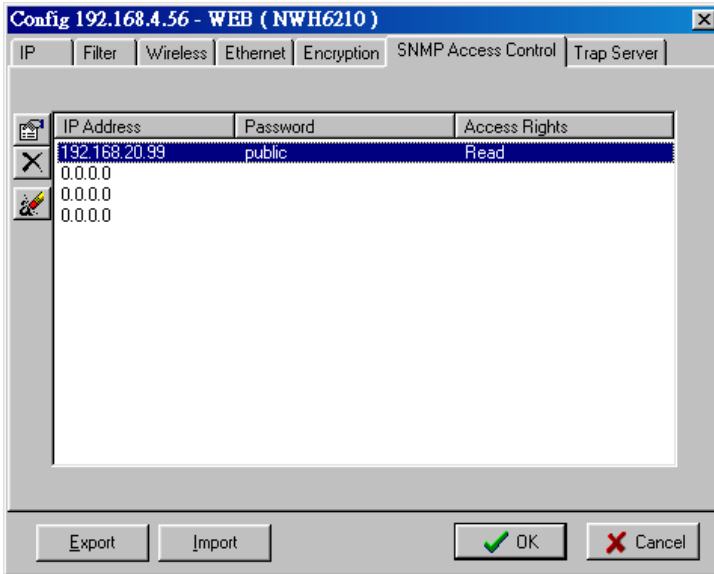 Config 192.168.4.56 - WEB ( NWH6210 )
IP Filter Wireless Ethernet Encryption SNMP Access Control Trap Server
IP Address Password Access Rights
192.168.20.99 public Read
0.0.0.0
0.0.0.0
0.0.0.0
Export Import OK Cancel